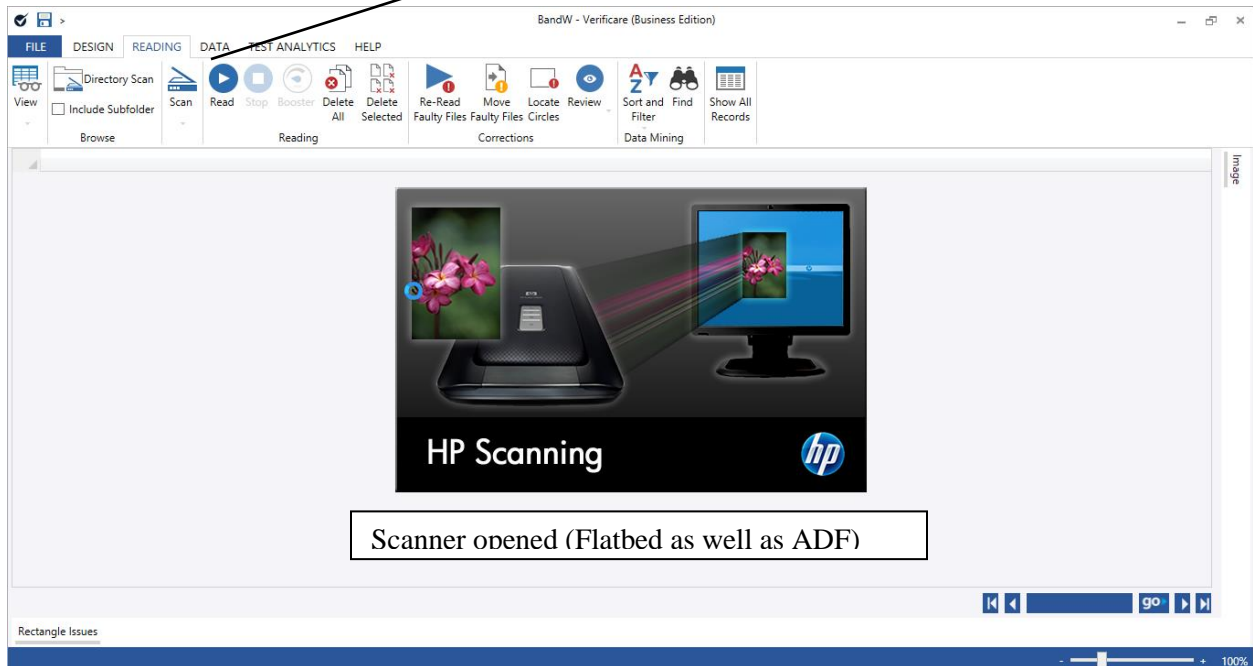 BandW - Verificare (Business Edition)
FILE DESIGN READING DATA TEST ANALYTICS HELP
View
Directory Scan
Include Subfolder
Browse
Scan
Read Stop Booster Delete All Delete Selected
Reading
Re-Read Faulty Files Move Faulty Files Locate Circles Review
Corrections
Sort and Filter Find
Data Mining
Show All Records
Image
HP Scanning
hp
Scanner opened (Flatbed as well as ADF)
go
Rectangle Issues
- + 100%